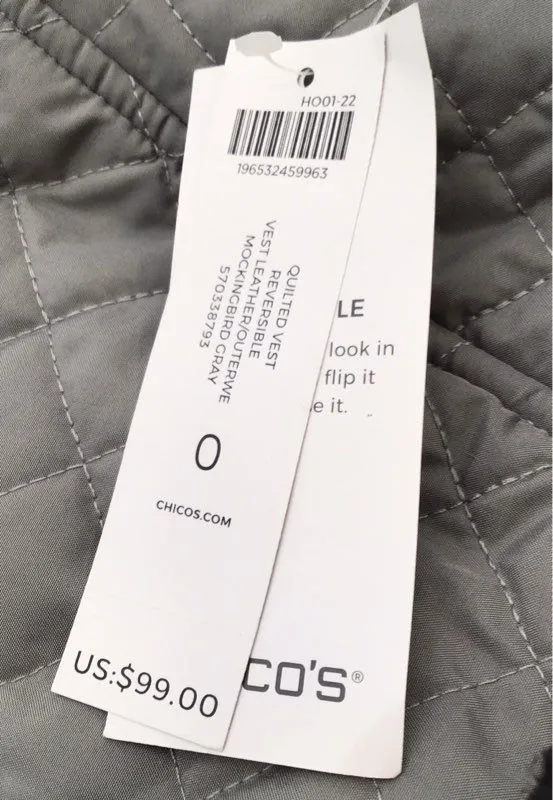 HO01-22
196532459963
QUILTED VEST
REVERSIBLE
VEST LEATHER/OUTERWE
MOCKINGBIRD GRAY
570338793
0
CHICOS.COM
US:$99.00
LE
look in
flip it
e it.
CO'S®